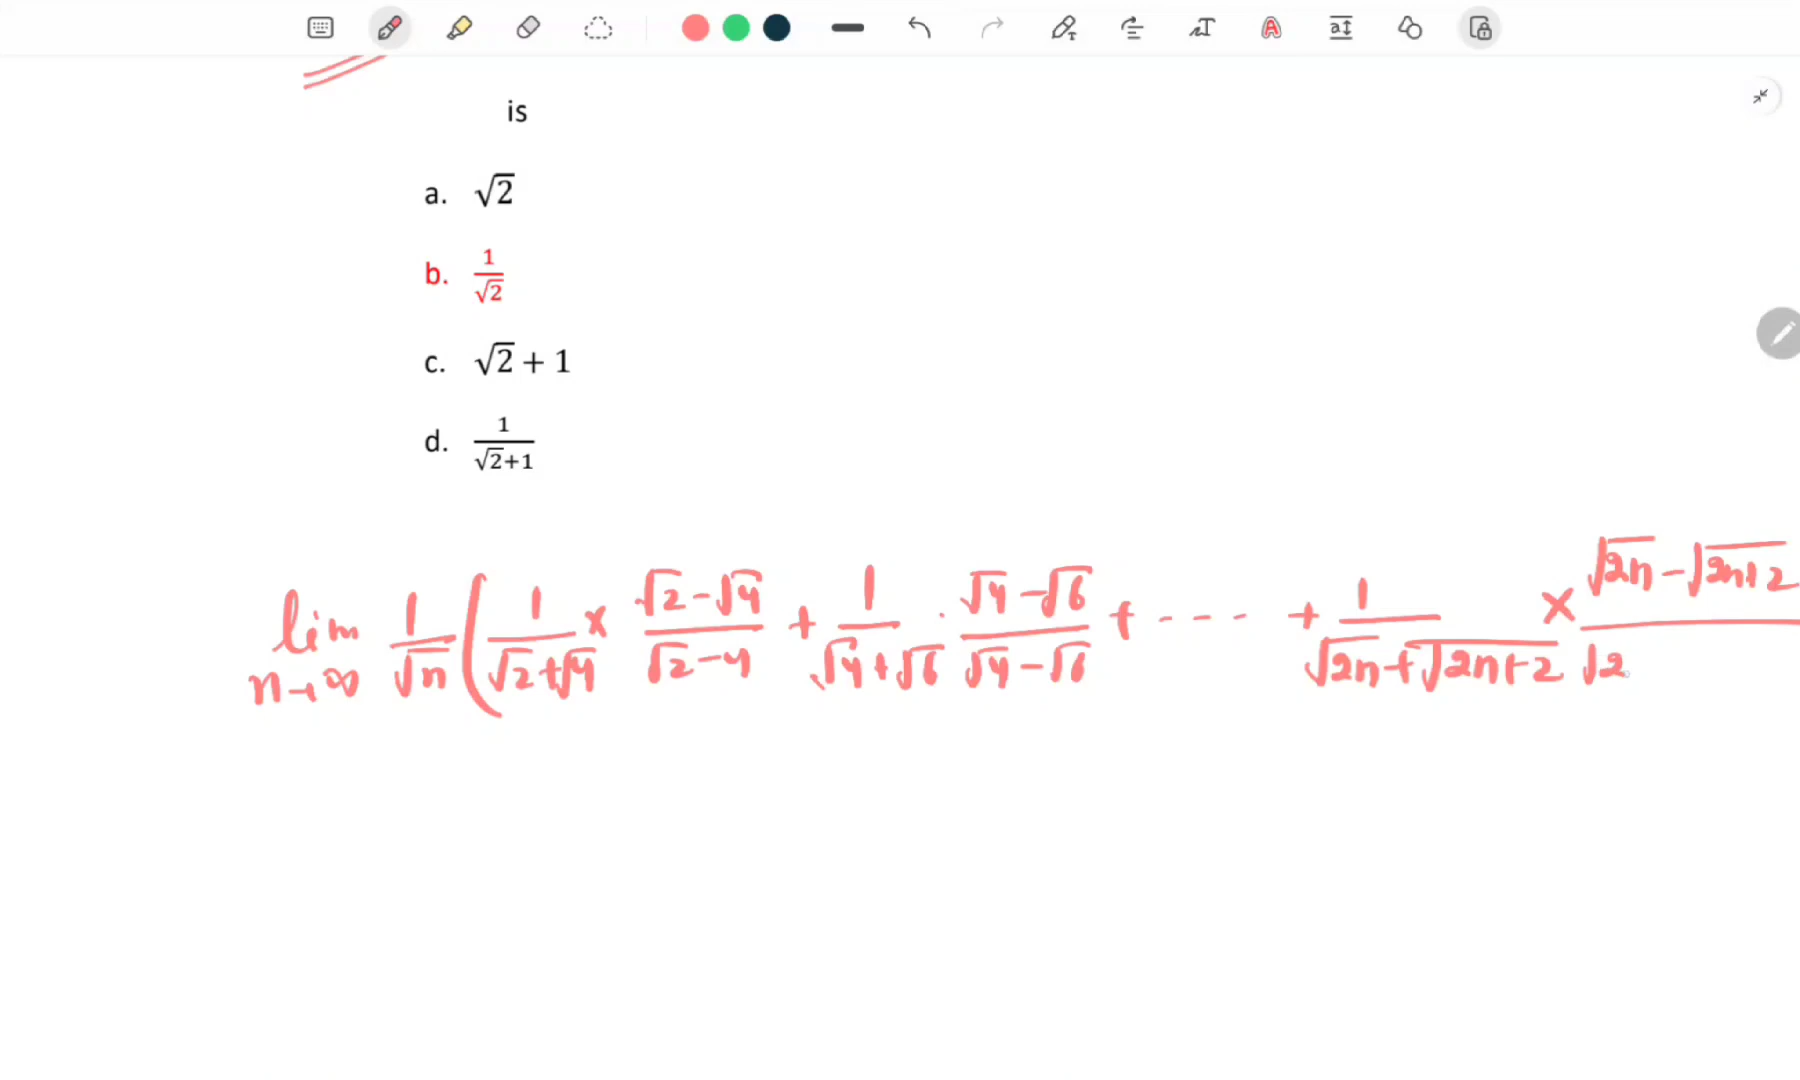 is
a. √2
b. 1/√2
c. √2 + 1
d. 1/(√2+1)
lim n→∞ 1/√n ( 1/(√2+√4) × (√2-√4)/(√2-4) + 1/(√4+√6) · (√4-√6)/(√4-√6) + ---- + 1/(√2n+√2n+2) × (√2n-√2n+2)/(√2